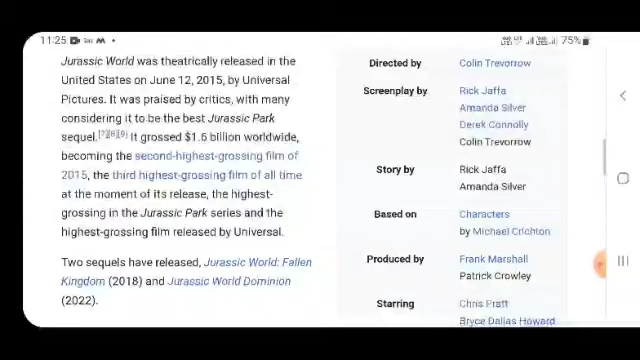 11:25
75%
Jurassic World was theatrically released in the
United States on June 12, 2015, by Universal
Pictures. It was praised by critics, with many
considering it to be the best Jurassic Park
sequel.[7][8][9] It grossed $1.6 billion worldwide,
becoming the second-highest-grossing film of
2015, the third highest-grossing film of all time
at the moment of its release, the highest-
grossing in the Jurassic Park series and the
highest-grossing film released by Universal.
Two sequels have released, Jurassic World: Fallen
Kingdom (2018) and Jurassic World Dominion
(2022).
Directed by Colin Trevorrow
Screenplay by Rick Jaffa
Amanda Silver
Derek Connolly
Colin Trevorrow
Story by Rick Jaffa
Amanda Silver
Based on Characters
by Michael Crichton
Produced by Frank Marshall
Patrick Crowley
Starring Chris Pratt
Bryce Dallas Howard